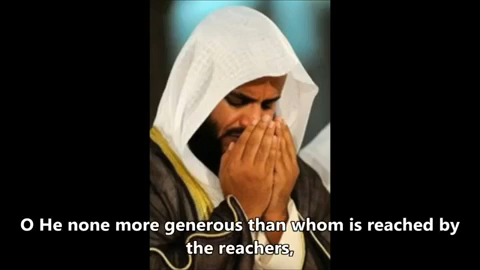 O He none more generous than whom is reached by
the reachers,